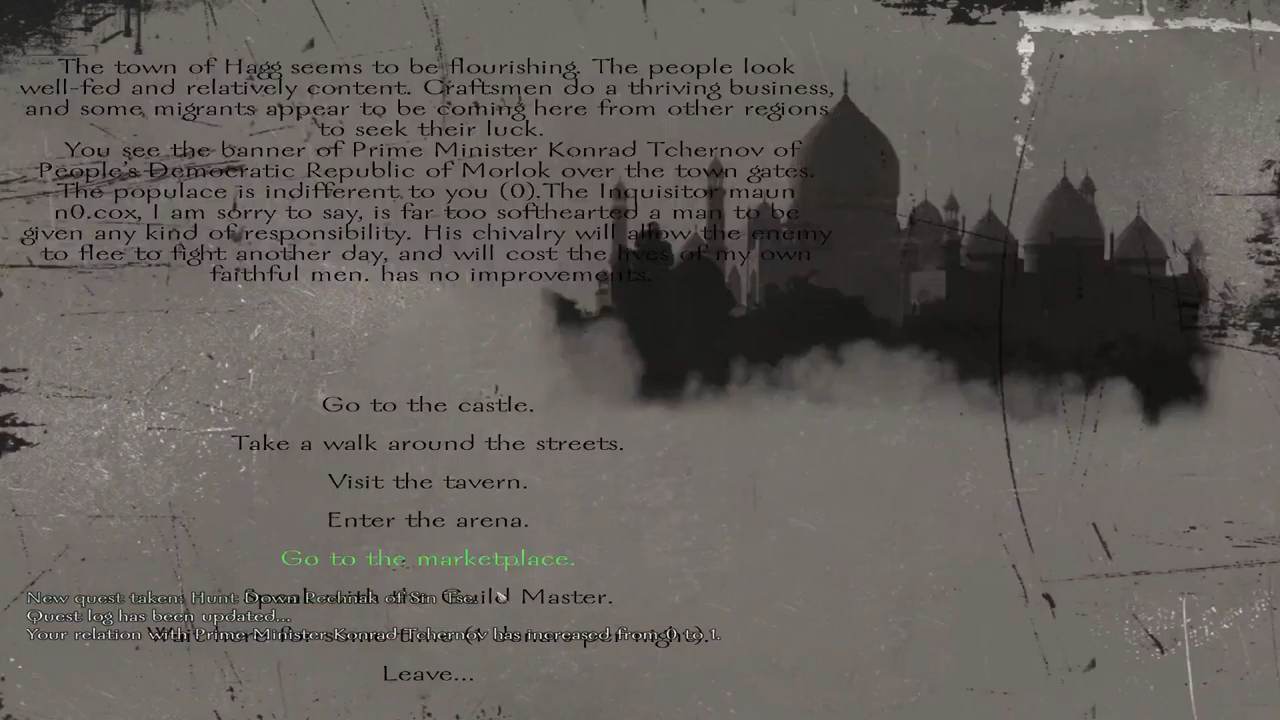 The town of Hagg seems to be flourishing. The people look
well-fed and relatively content. Craftsmen do a thriving business,
and some migrants appear to be coming here from other regions
to seek their luck.
You see the banner of Prime Minister Konrad Tchernov of
People's Democratic Republic of Morlok over the town gates.
The populace is indifferent to you (0).The Inquisitor maun
n0.cox, I am sorry to say, is far too softhearted a man to be
given any kind of responsibility. His chivalry will allow the enemy
to flee to fight another day, and will cost the lives of my own
faithful men. has no improvements.
Go to the castle.
Take a walk around the streets.
Visit the tavern.
Enter the arena.
Go to the marketplace.
New quest taken: Hunt Down
Guild Master.
Quest log has been updated...
Your relation with Prime Minister Konrad Tchernov has increased from 0 to 1.
Leave...